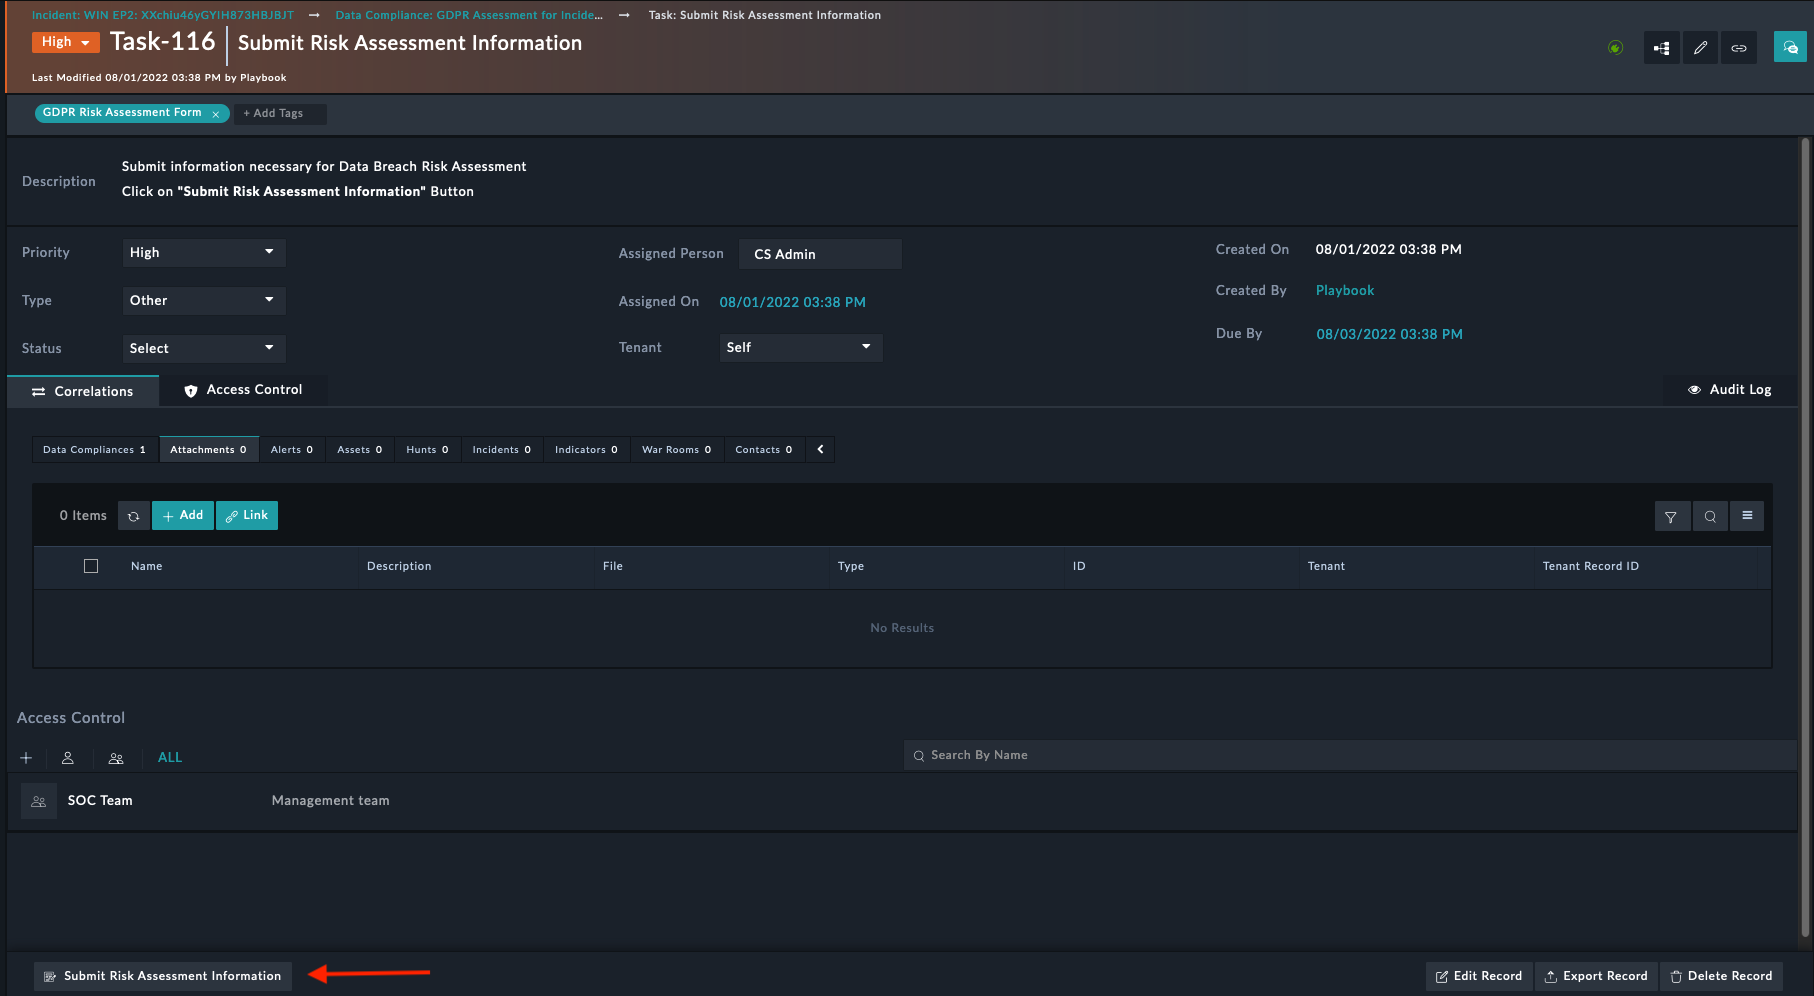 Incident: WIN EP2: XXchIu46yGYIH873HBJBJT → Data Compliance: GDPR Assessment for Incide... → Task: Submit Risk Assessment Information
High Task-116 Submit Risk Assessment Information
Last Modified 08/01/2022 03:38 PM by Playbook
GDPR Risk Assessment Form × + Add Tags
Description
Submit information necessary for Data Breach Risk Assessment
Click on "Submit Risk Assessment Information" Button
Priority High Assigned Person CS Admin Created On 08/01/2022 03:38 PM
Type Other Assigned On 08/01/2022 03:38 PM Created By Playbook
Status Select Tenant Self Due By 08/03/2022 03:38 PM
Correlations Access Control Audit Log
Data Compliances 1 Attachments 0 Alerts 0 Assets 0 Hunts 0 Incidents 0 Indicators 0 War Rooms 0 Contacts 0
0 Items + Add Link
Name Description File Type ID Tenant Tenant Record ID
No Results
Access Control
+ ALL Search By Name
SOC Team Management team
Submit Risk Assessment Information Edit Record Export Record Delete Record